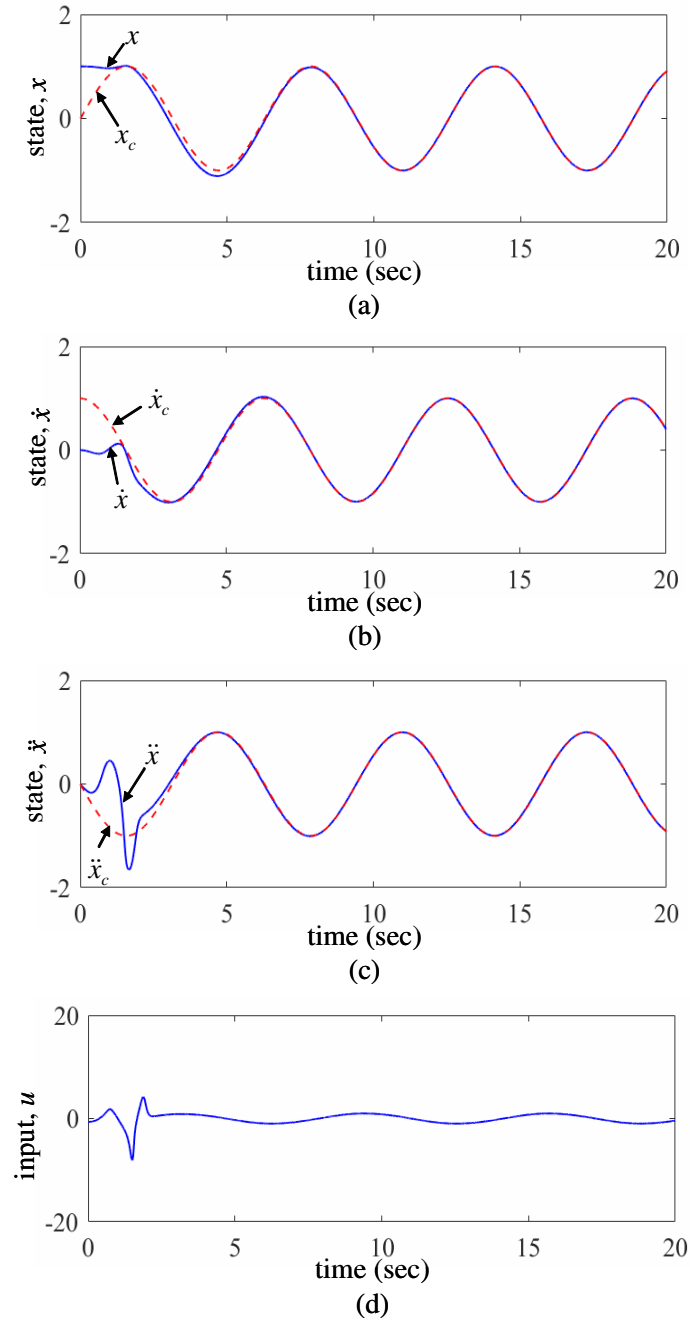 2
x
state, x
0
x_c
-2
0 5 10 15 20
time (sec)
(a)
2
ẋ_c
state, ẋ
0
ẋ
-2
0 5 10 15 20
time (sec)
(b)
2
ẍ
state, ẍ
0
ẍ_c
-2
0 5 10 15 20
time (sec)
(c)
20
input, u
0
-20
0 5 10 15 20
time (sec)
(d)